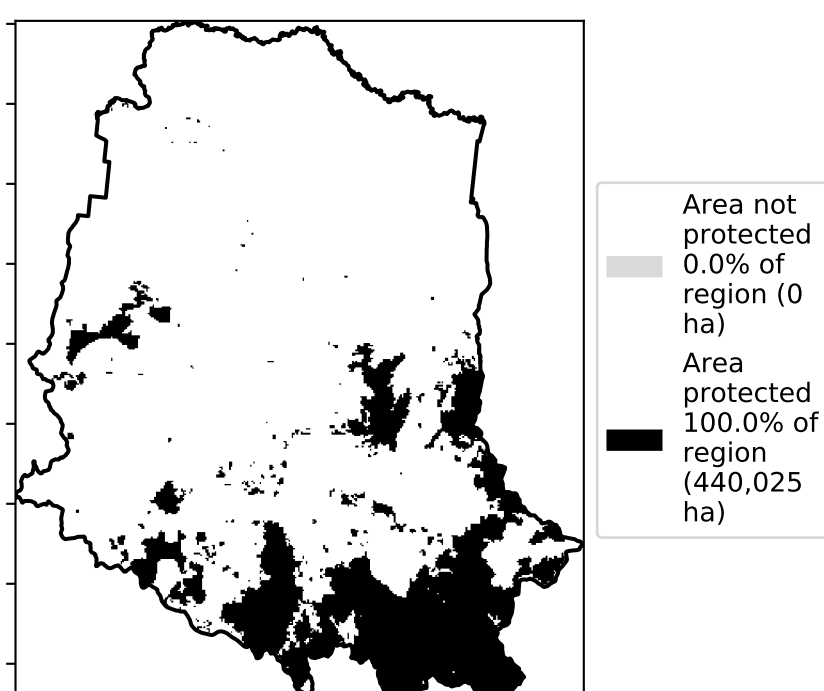 Area not
protected
0.0% of
region (0
ha)
Area
protected
100.0% of
region
(440,025
ha)